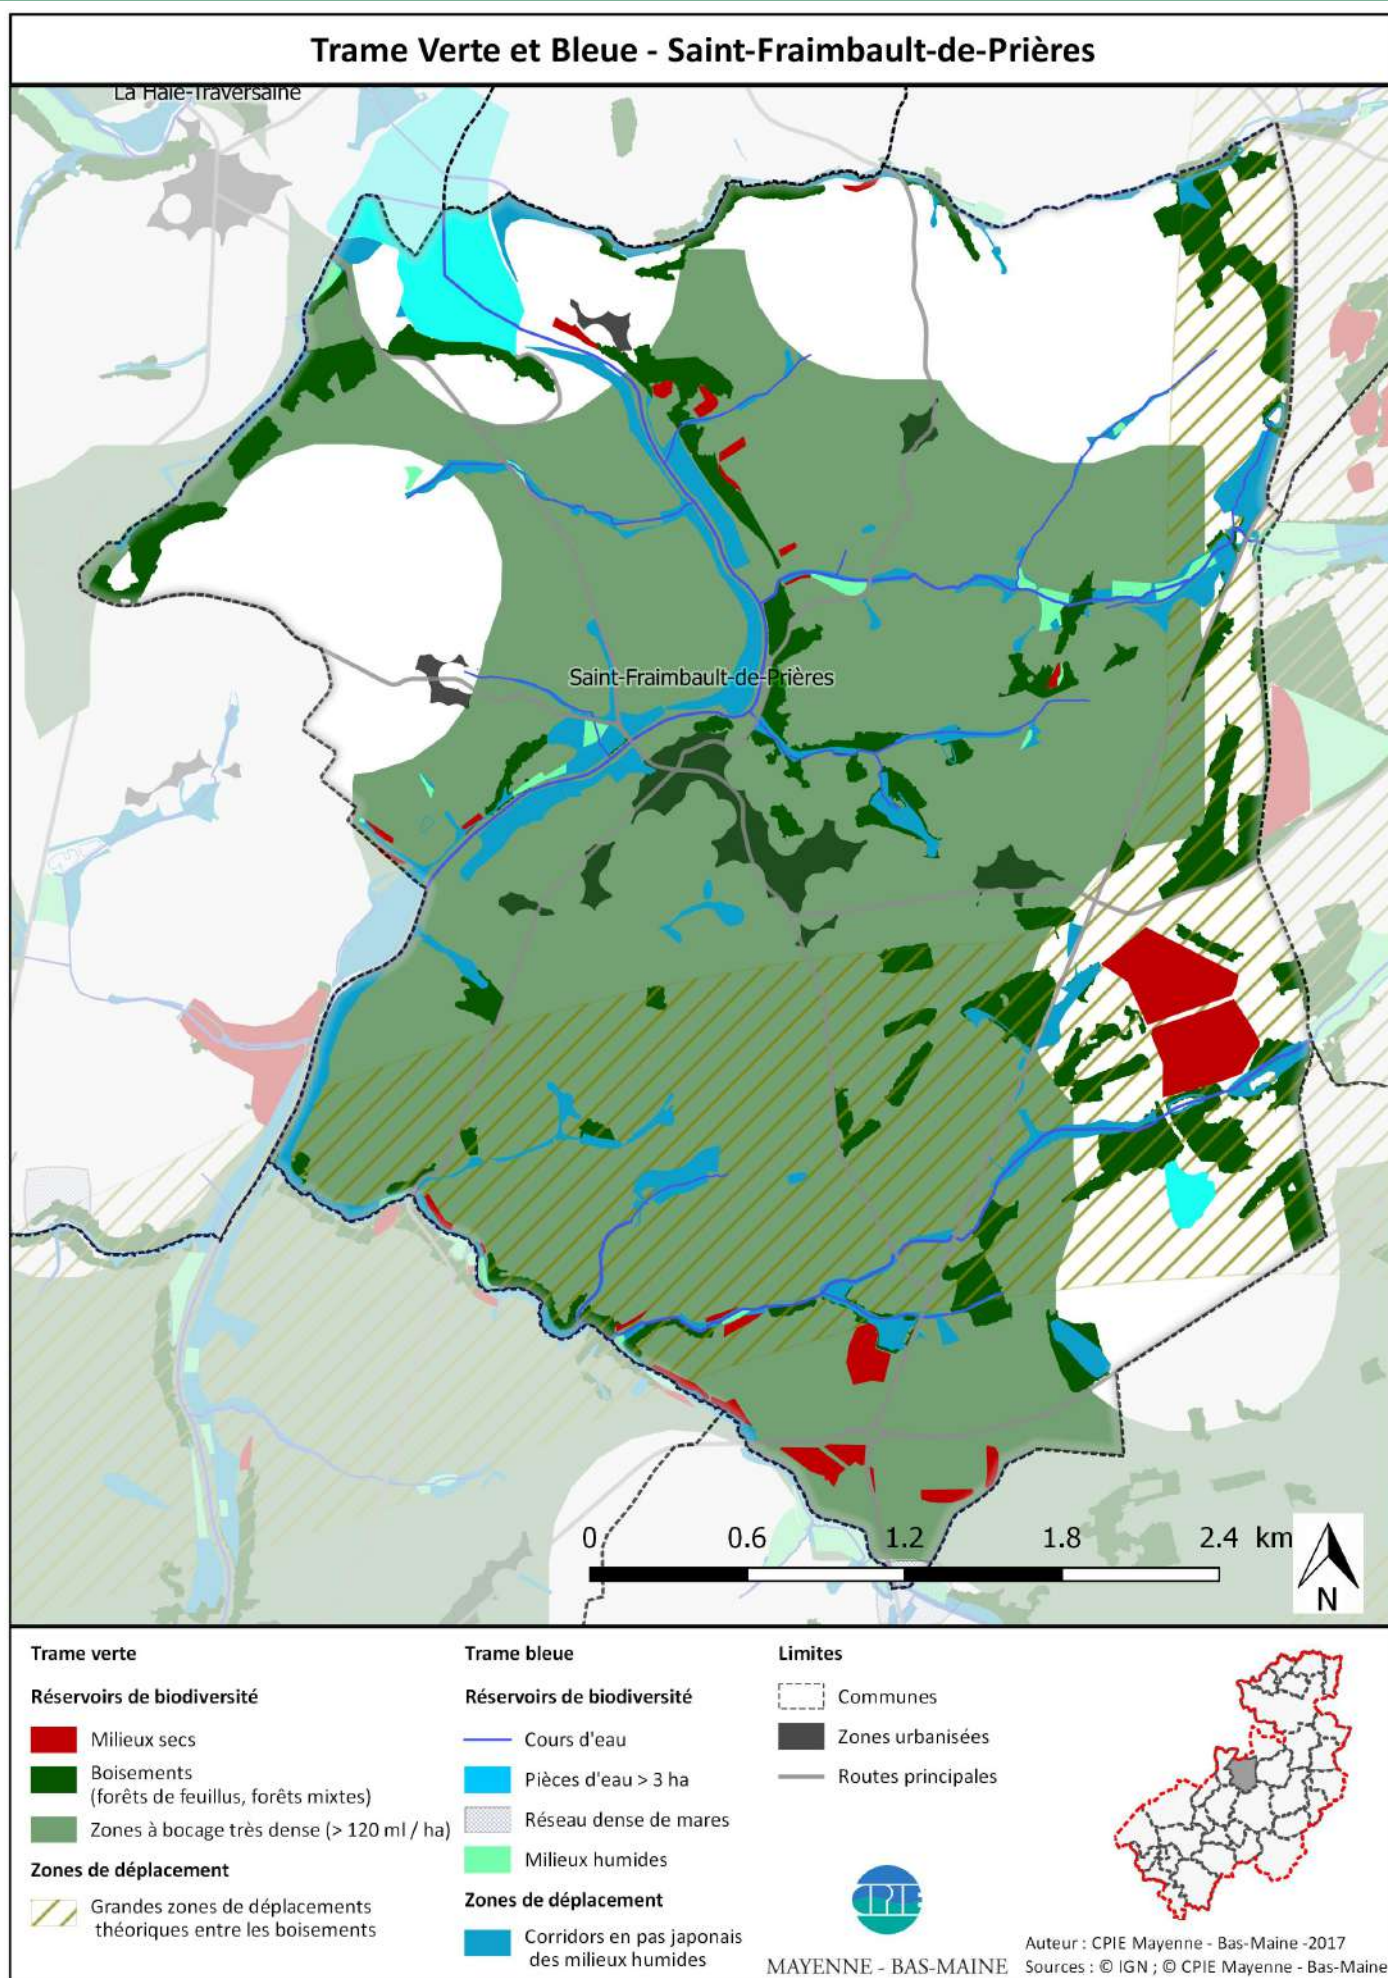 Trame Verte et Bleue - Saint-Fraimbault-de-Prières
La Haie-Traversaine
Saint-Fraimbault-de-Prières
0 0.6 1.2 1.8 2.4 km
N
Trame verte
Réservoirs de biodiversité
Milieux secs
Boisements
(forêts de feuillus, forêts mixtes)
Zones à bocage très dense (> 120 ml / ha)
Zones de déplacement
Grandes zones de déplacements
théoriques entre les boisements
Trame bleue
Réservoirs de biodiversité
Cours d'eau
Pièces d'eau > 3 ha
Réseau dense de mares
Milieux humides
Zones de déplacement
Corridors en pas japonais
des milieux humides
Limites
Communes
Zones urbanisées
Routes principales
CPIE
MAYENNE - BAS-MAINE
Auteur : CPIE Mayenne - Bas-Maine -2017
Sources : © IGN ; © CPIE Mayenne - Bas-Maine